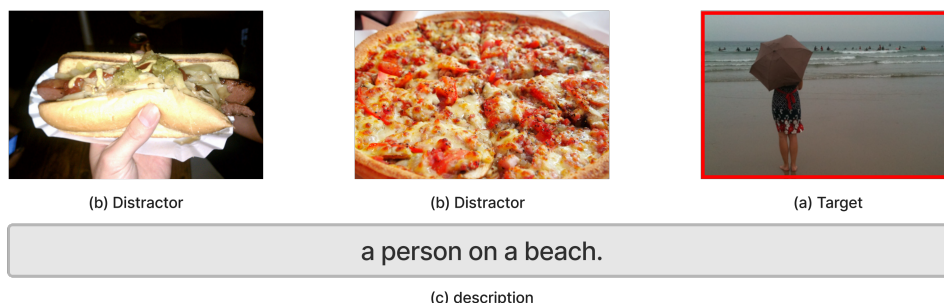 (b) Distractor
(b) Distractor
(a) Target
a person on a beach.
(c) description